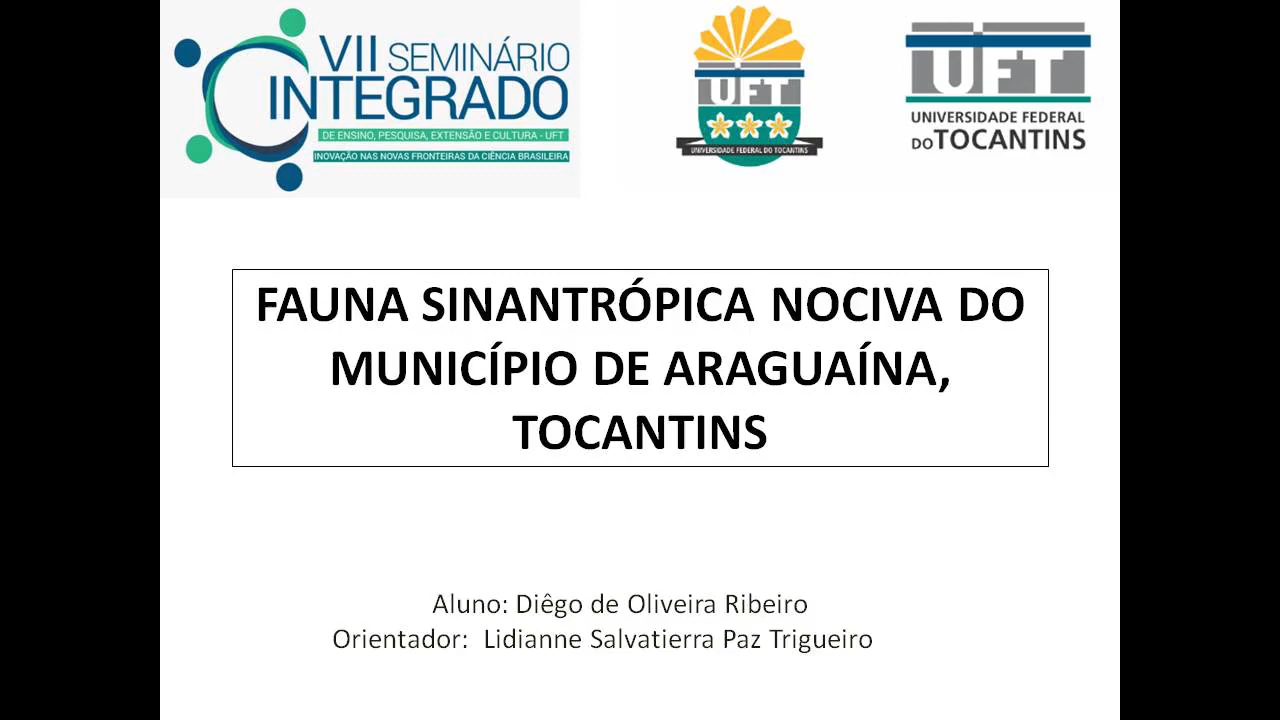 VII SEMINÁRIO
INTEGRADO
DE ENSINO, PESQUISA, EXTENSÃO E CULTURA - UFT
INOVAÇÃO NAS NOVAS FRONTEIRAS DA CIÊNCIA BRASILEIRA
UFT
UNIVERSIDADE FEDERAL DO TOCANTINS
UFT
UNIVERSIDADE FEDERAL
DO TOCANTINS
FAUNA SINANTRÓPICA NOCIVA DO
MUNICÍPIO DE ARAGUAÍNA,
TOCANTINS
Aluno: Diêgo de Oliveira Ribeiro
Orientador: Lidianne Salvatierra Paz Trigueiro